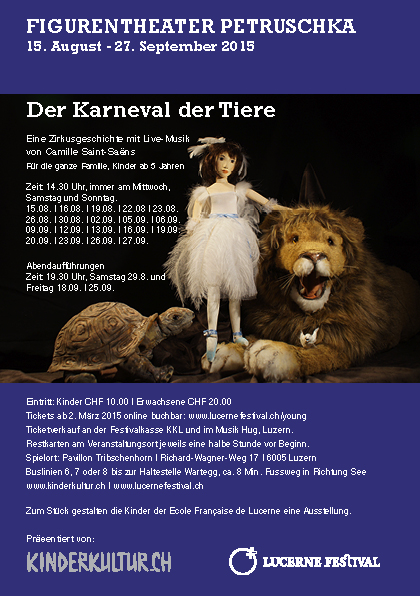 FIGURENTHEATER PETRUSCHKA
15. August - 27. September 2015
Der Karneval der Tiere
Eine Zirkusgeschichte mit Live-Musik
von Camille Saint-Saëns
Für die ganze Familie, Kinder ab 5 Jahren
Zeit: 14.30 Uhr, immer am Mittwoch,
Samstag und Sonntag.
15.08. | 16.08. | 19.08. | 22.08 | 23.08.
26.08. | 30.08. | 02.09. | 05.09. | 06.09.
09.09. | 12.09. | 13.09. | 16.09. | 19.09.
20.09. | 23.09. | 26.09. | 27.09.
Abendaufführungen
Zeit: 19.30 Uhr, Samstag 29.8. und
Freitag 18.09. | 25.09.
Eintritt: Kinder CHF 10.00 | Erwachsene CHF 20.00
Tickets ab 2. März 2015 online buchbar: www.lucernefestival.ch/young
Ticketverkauf an der Festivalkasse KKL und im Musik Hug, Luzern.
Restkarten am Veranstaltungsort jeweils eine halbe Stunde vor Beginn.
Spielort: Pavillon Tribschenhorn | Richard-Wagner-Weg 17 | 6005 Luzern
Buslinien 6, 7 oder 8 bis zur Haltestelle Wartegg, ca. 8 Min. Fussweg in Richtung See
www.kinderkultur.ch | www.lucernefestival.ch
Zum Stück gestalten die Kinder der Ecole Française de Lucerne eine Ausstellung.
Präeentiert von:
KINDERKULTUR.CH
LUCERNE FESTIVAL